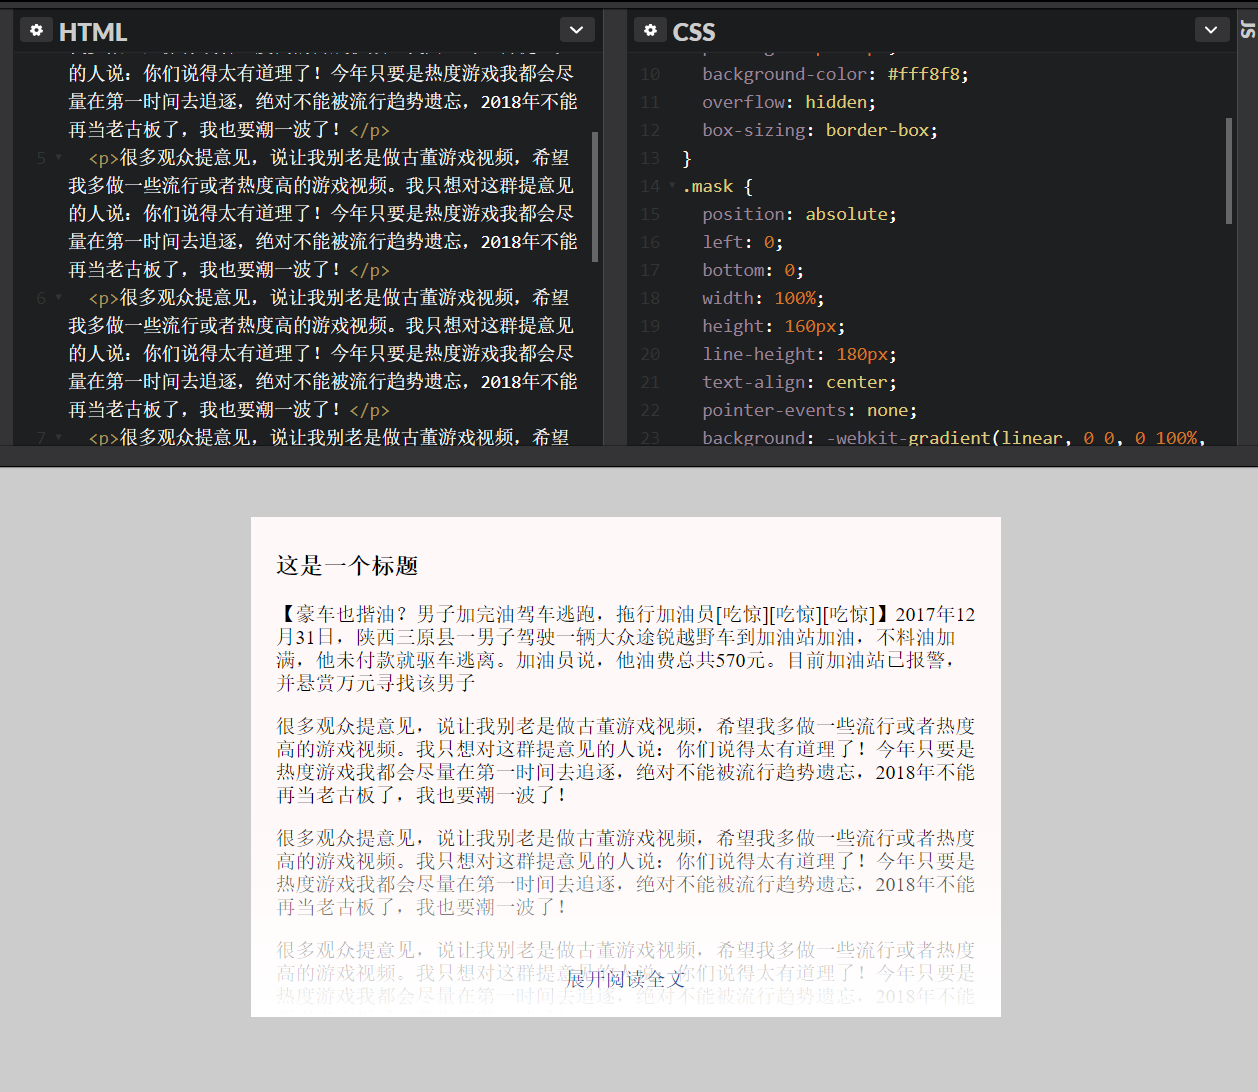 HTML
的人说：你们说得太有道理了！今年只要是热度游戏我都会尽
量在第一时间去追逐，绝对不能被流行趋势遗忘，2018年不能
再当老古板了，我也要潮一波了！</p>
5 <p>很多观众提意见，说让我别老是做古董游戏视频，希望
我多做一些流行或者热度高的游戏视频。我只想对这群提意见
的人说：你们说得太有道理了！今年只要是热度游戏我都会尽
量在第一时间去追逐，绝对不能被流行趋势遗忘，2018年不能
再当老古板了，我也要潮一波了！</p>
6 <p>很多观众提意见，说让我别老是做古董游戏视频，希望
我多做一些流行或者热度高的游戏视频。我只想对这群提意见
的人说：你们说得太有道理了！今年只要是热度游戏我都会尽
量在第一时间去追逐，绝对不能被流行趋势遗忘，2018年不能
再当老古板了，我也要潮一波了！</p>
7 <p>很多观众提意见，说让我别老是做古董游戏视频，希望
CSS
10 background-color: #fff8f8;
11 overflow: hidden;
12 box-sizing: border-box;
13 }
14 .mask {
15 position: absolute;
16 left: 0;
17 bottom: 0;
18 width: 100%;
19 height: 160px;
20 line-height: 180px;
21 text-align: center;
22 pointer-events: none;
23 background: -webkit-gradient(linear, 0 0, 0 100%,
JS
这是一个标题
【豪车也揩油？男子加完油驾车逃跑，拖行加油员[吃惊][吃惊][吃惊]】2017年12
月31日，陕西三原县一男子驾驶一辆大众途锐越野车到加油站加油，不料油加
满，他未付款就驱车逃离。加油员说，他油费总共570元。目前加油站已报警，
并悬赏万元寻找该男子
很多观众提意见，说让我别老是做古董游戏视频，希望我多做一些流行或者热度
高的游戏视频。我只想对这群提意见的人说：你们说得太有道理了！今年只要是
热度游戏我都会尽量在第一时间去追逐，绝对不能被流行趋势遗忘，2018年不能
再当老古板了，我也要潮一波了！
很多观众提意见，说让我别老是做古董游戏视频，希望我多做一些流行或者热度
高的游戏视频。我只想对这群提意见的人说：你们说得太有道理了！今年只要是
热度游戏我都会尽量在第一时间去追逐，绝对不能被流行趋势遗忘，2018年不能
再当老古板了，我也要潮一波了！
很多观众提意见，说让我别老是做古董游戏视频，希望我多做一些流行或者热度
高的游戏视频。我只想对这群提意见的人说：你们说得太有道理了！今年只要是
展开阅读全文
热度游戏我都会尽量在第一时间去追逐，绝对不能被流行趋势遗忘，2018年不能